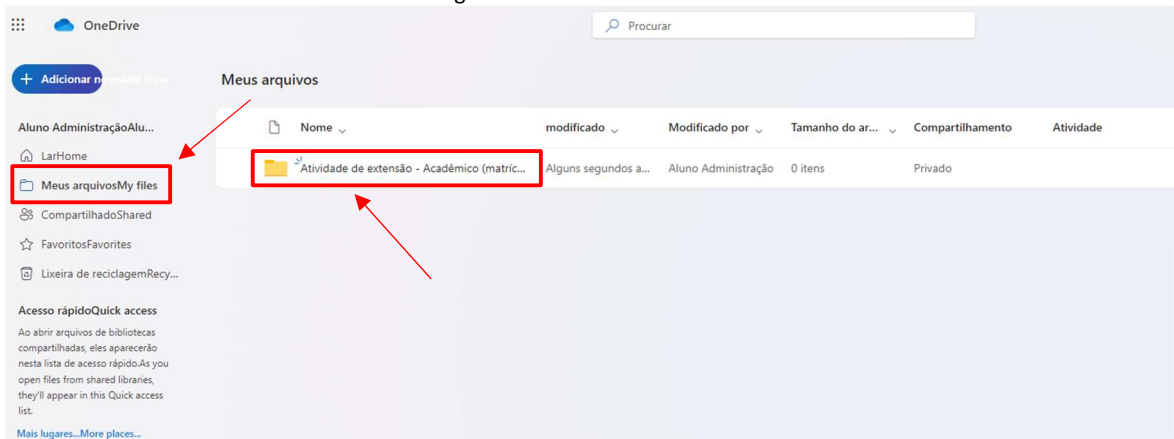 OneDrive
Procurar
+ Adicionar novoAdd New
Meus arquivos
Aluno AdministraçãoAlu...
Nome
modificado
Modificado por
Tamanho do ar...
Compartilhamento
Atividade
LarHome
Atividade de extensão - Acadêmico (matríc...
Alguns segundos a...
Aluno Administração
0 itens
Privado
Meus arquivosMy files
CompartilhadoShared
FavoritosFavorites
Lixeira de reciclagemRecy...
Acesso rápidoQuick access
Ao abrir arquivos de bibliotecas
compartilhadas, eles aparecerão
nesta lista de acesso rápido.As you
open files from shared libraries,
they'll appear in this Quick access
list.
Mais lugares...More places...